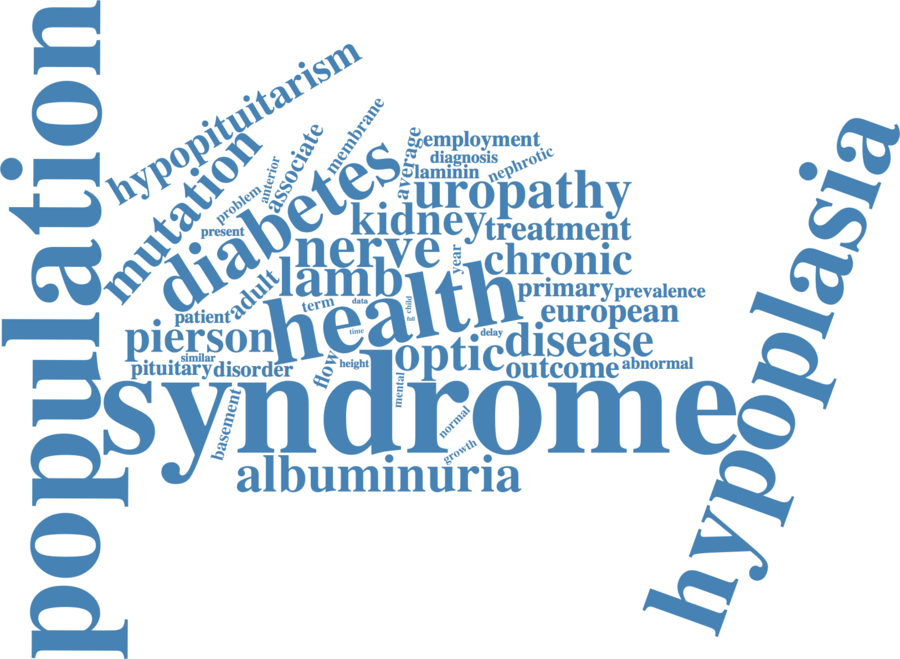 population
hypopituitarism
mutation
problem
anterior
associate
membrane
present
diabetes
average
employment
diagnosis
laminin
nephrotic
uropathy
kidney
treatment
nerve
year
chronic
lamb
adult
term
data
child
primary
prevalence
patient
health
time
fgfr
delay
european
pierson
similar
flow
height
optic
disease
pituitary
disorder
outcome
abnormal
mental
syndrome
basement
normal
growth
albuminuria
hypoplasia